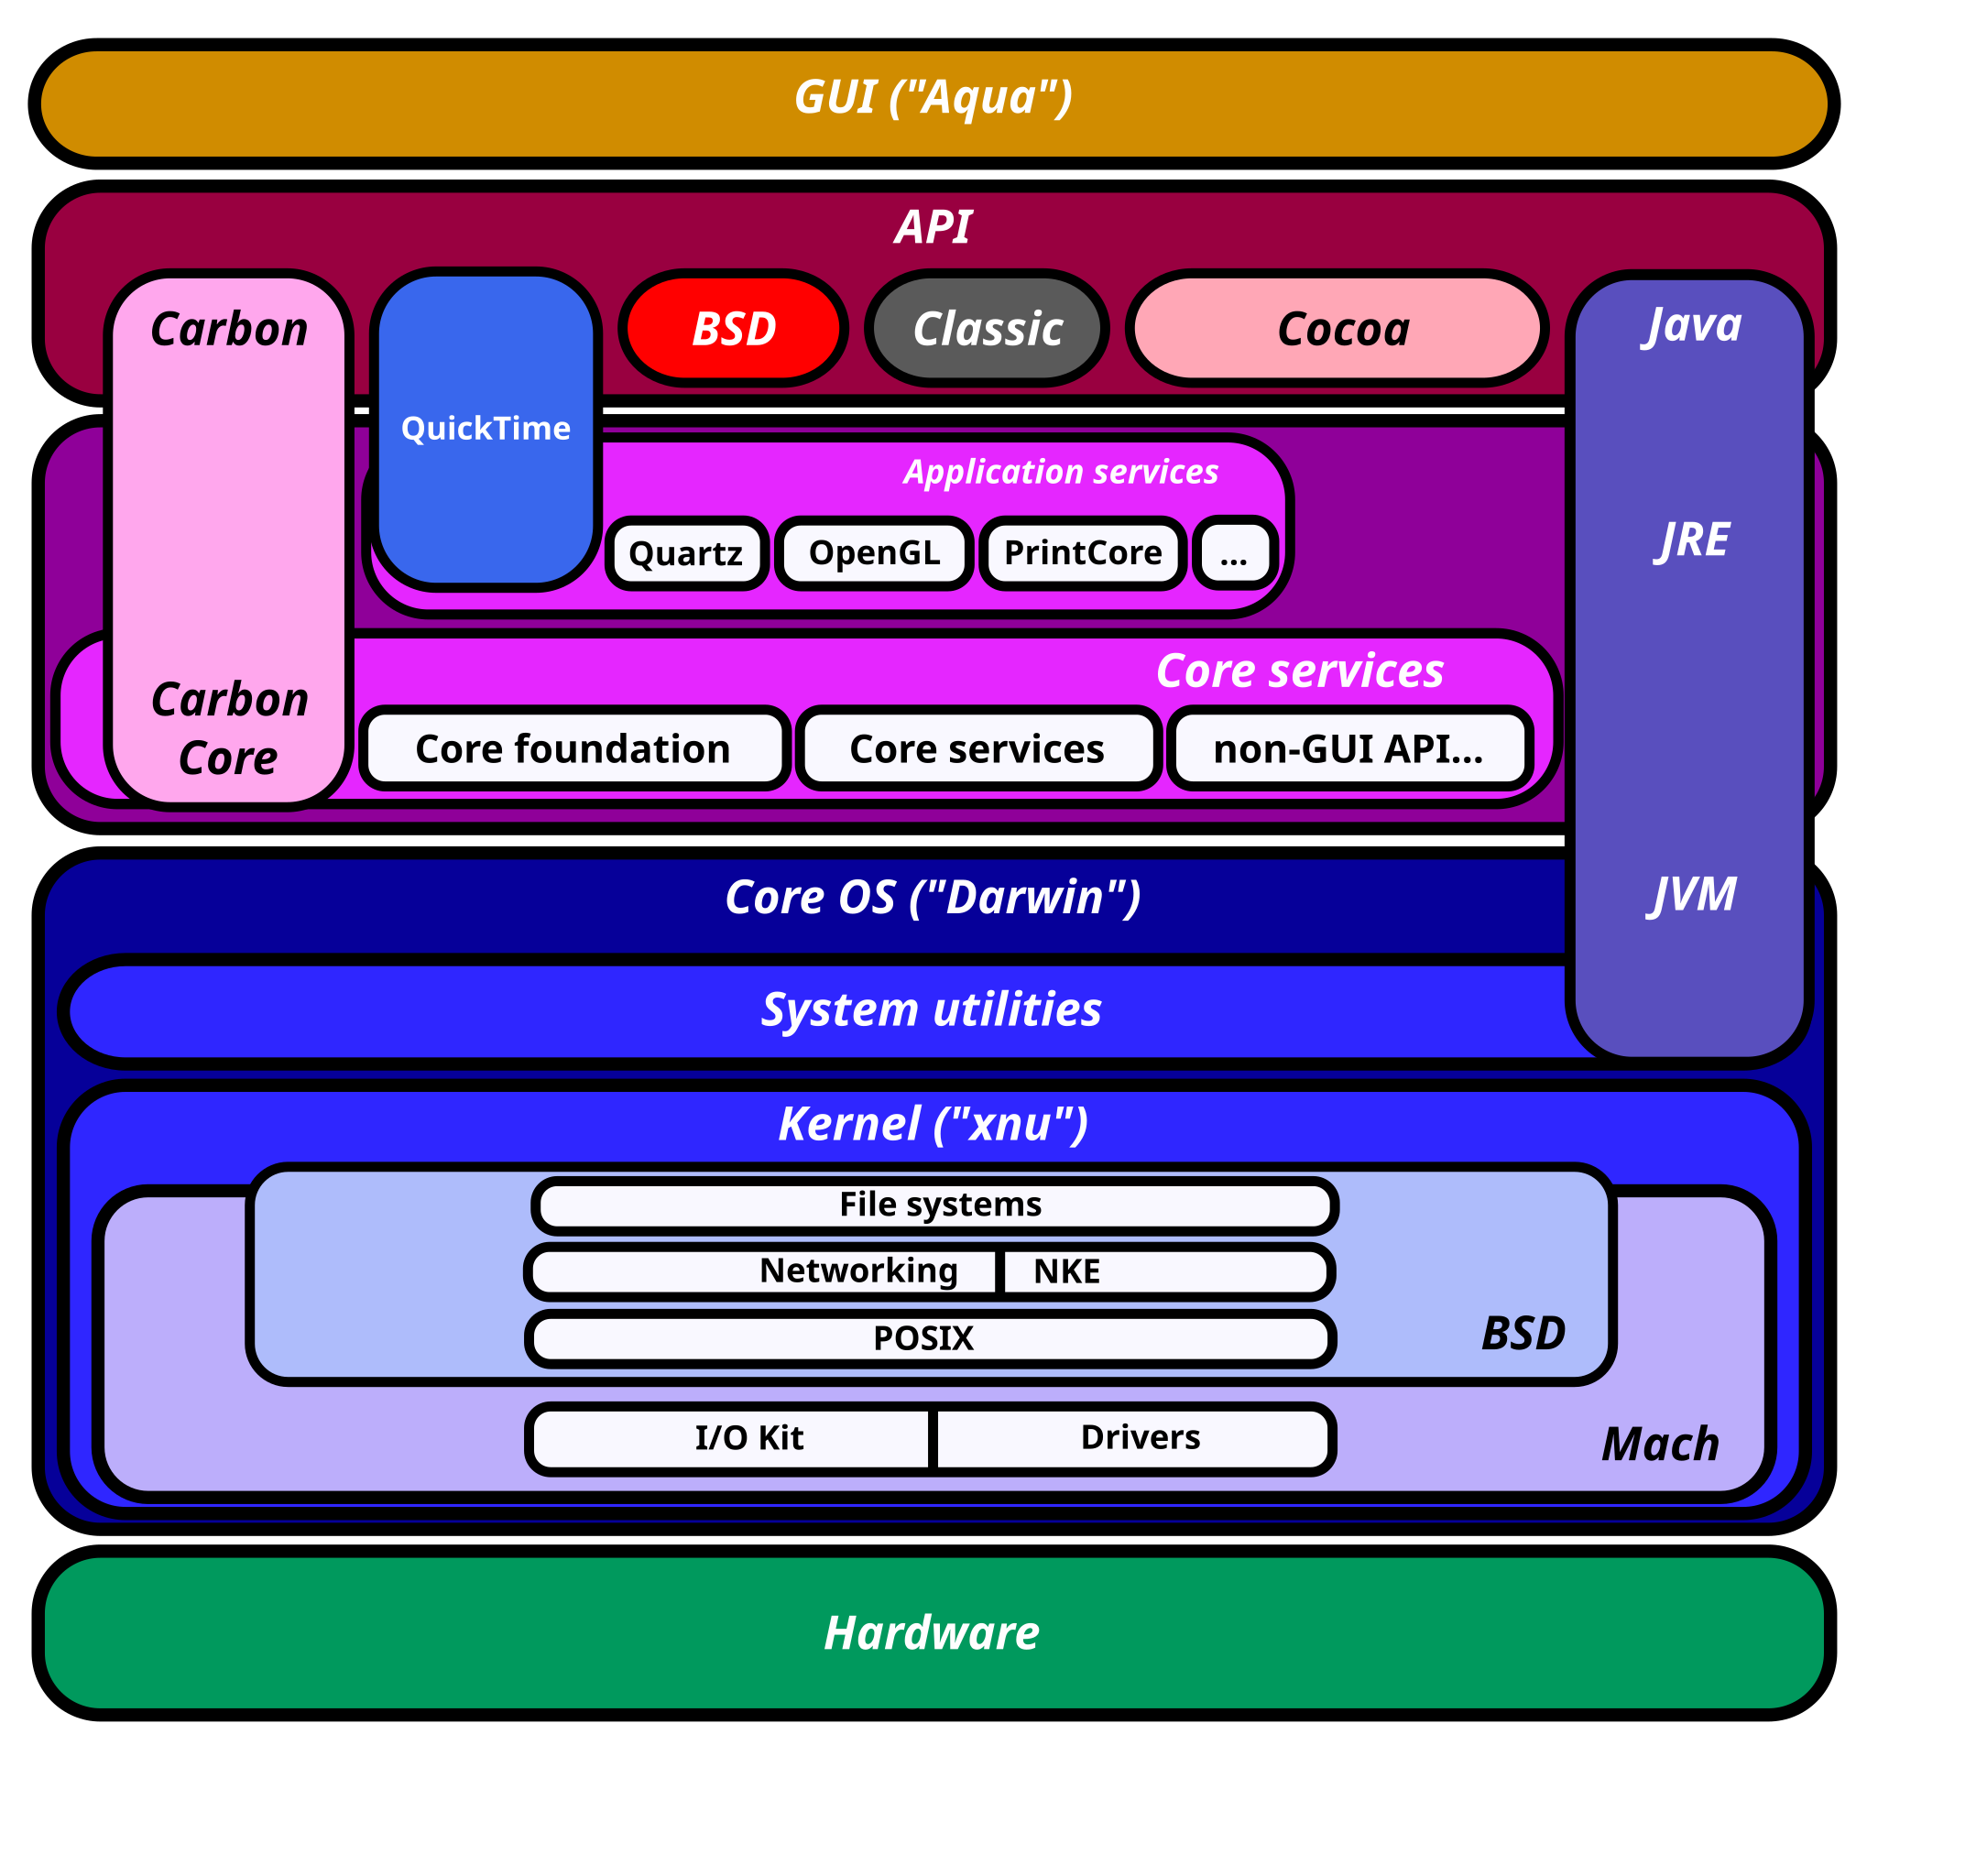 GUI ("Aqua")
API
Carbon
QuickTime
BSD
Classic
Cocoa
Java
Application services
Quartz
OpenGL
PrintCore
...
JRE
Carbon
Core
Core services
Core foundation
Core services
non-GUI API...
JVM
Core OS ("Darwin")
System utilities
Kernel ("xnu")
File systems
Networking
NKE
POSIX
BSD
I/O Kit
Drivers
Mach
Hardware